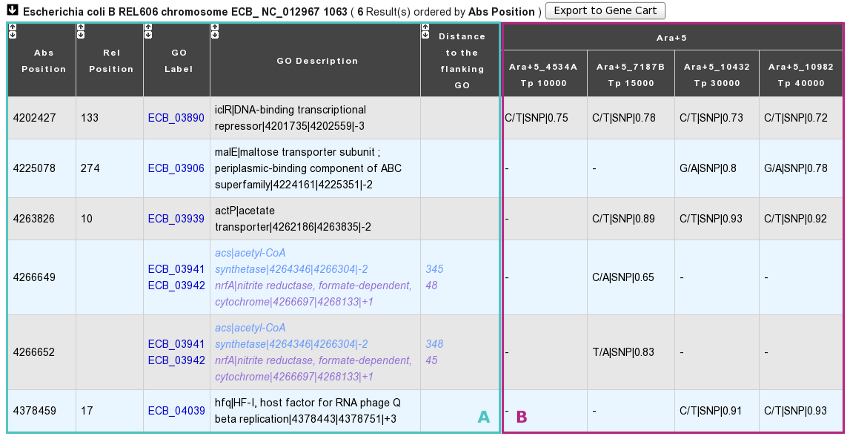 Escherichia coli B REL606 chromosome ECB_ NC_012967 1063 ( 6 Result(s) ordered by Abs Position ) Export to Gene Cart
Abs Position Rel Position GO Label GO Description Distance to the flanking GO Ara+5
Ara+5_4534A Tp 10000 Ara+5_7187B Tp 15000 Ara+5_10432 Tp 30000 Ara+5_10982 Tp 40000
4202427 133 ECB_03890 iclR|DNA-binding transcriptional repressor|4201735|4202559|-3 C/T|SNP|0.75 C/T|SNP|0.78 C/T|SNP|0.73 C/T|SNP|0.72
4225078 274 ECB_03906 malE|maltose transporter subunit ; periplasmic-binding component of ABC superfamily|4224161|4225351|-2 - - G/A|SNP|0.8 G/A|SNP|0.78
4263826 10 ECB_03939 actP|acetate transporter|4262186|4263835|-2 - C/T|SNP|0.89 C/T|SNP|0.93 C/T|SNP|0.92
4266649 ECB_03941 ECB_03942 acs|acetyl-CoA synthetase|4264346|4266304|-2 nrfA|nitrite reductase, formate-dependent, cytochrome|4266697|4268133|+1 345 48 - C/A|SNP|0.65 - -
4266652 ECB_03941 ECB_03942 acs|acetyl-CoA synthetase|4264346|4266304|-2 nrfA|nitrite reductase, formate-dependent, cytochrome|4266697|4268133|+1 348 45 - T/A|SNP|0.83 - -
4378459 17 ECB_04039 hfq|HF-I, host factor for RNA phage Q beta replication|4378443|4378751|+3 - - C/T|SNP|0.91 C/T|SNP|0.93
A B